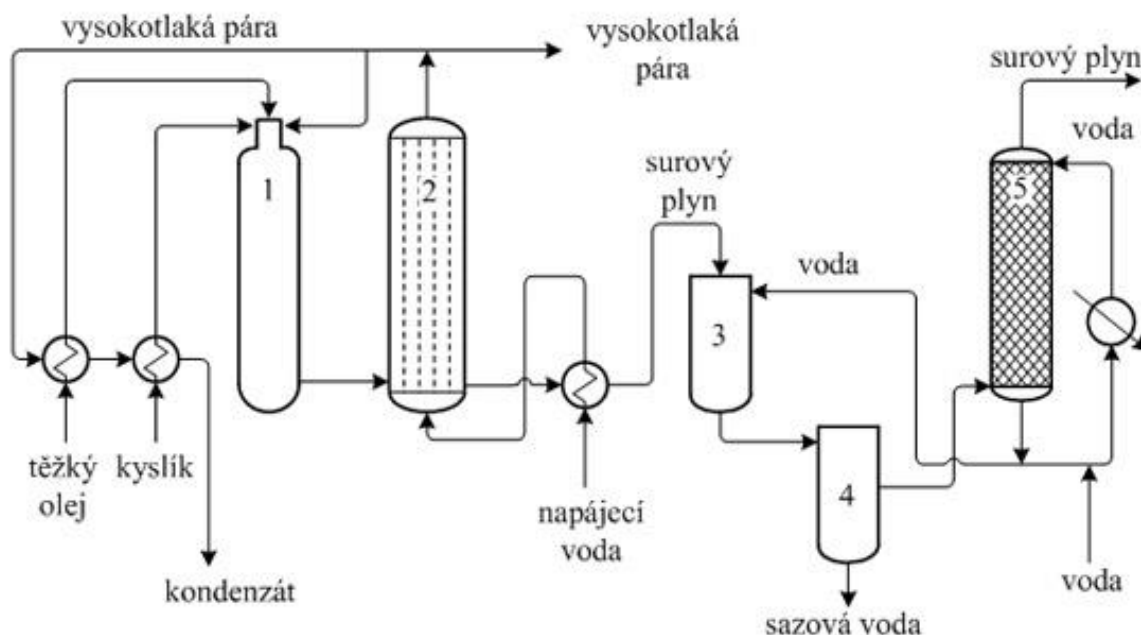 vysokotlaká pára
vysokotlaká
pára
surový plyn
voda
1
2
surový
plyn
5
voda
3
těžký
olej
kyslík
napájecí
voda
4
kondenzát
voda
sazová voda